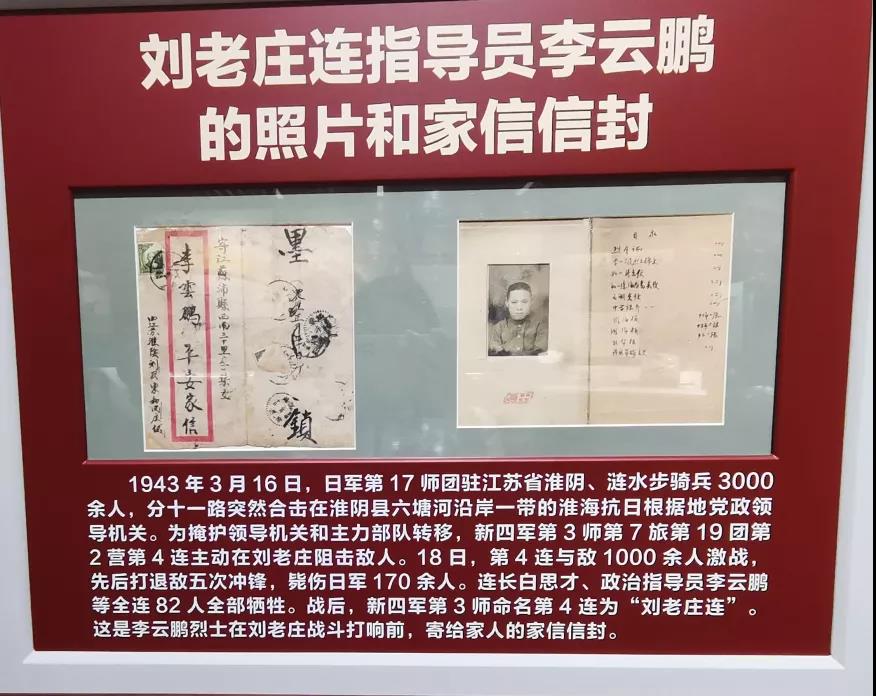 刘老庄连指导员李云鹏
的照片和家信信封
李雲鹏 平安家信
墨
鎖
目录
1943 年 3 月 16 日，日军第 17 师团驻江苏省淮阴、涟水步骑兵 3000
余人，分十一路突然合击在淮阴县六塘河沿岸一带的淮海抗日根据地党政领
导机关。为掩护领导机关和主力部队转移，新四军第 3 师第 7 旅第 19 团第
2 营第 4 连主动在刘老庄阻击敌人。18 日，第 4 连与敌 1000 余人激战，
先后打退敌五次冲锋，毙伤日军 170 余人。连长白思才、政治指导员李云鹏
等全连 82 人全部牺牲。战后，新四军第 3 师命名第 4 连为“刘老庄连”。
这是李云鹏烈士在刘老庄战斗打响前，寄给家人的家信信封。